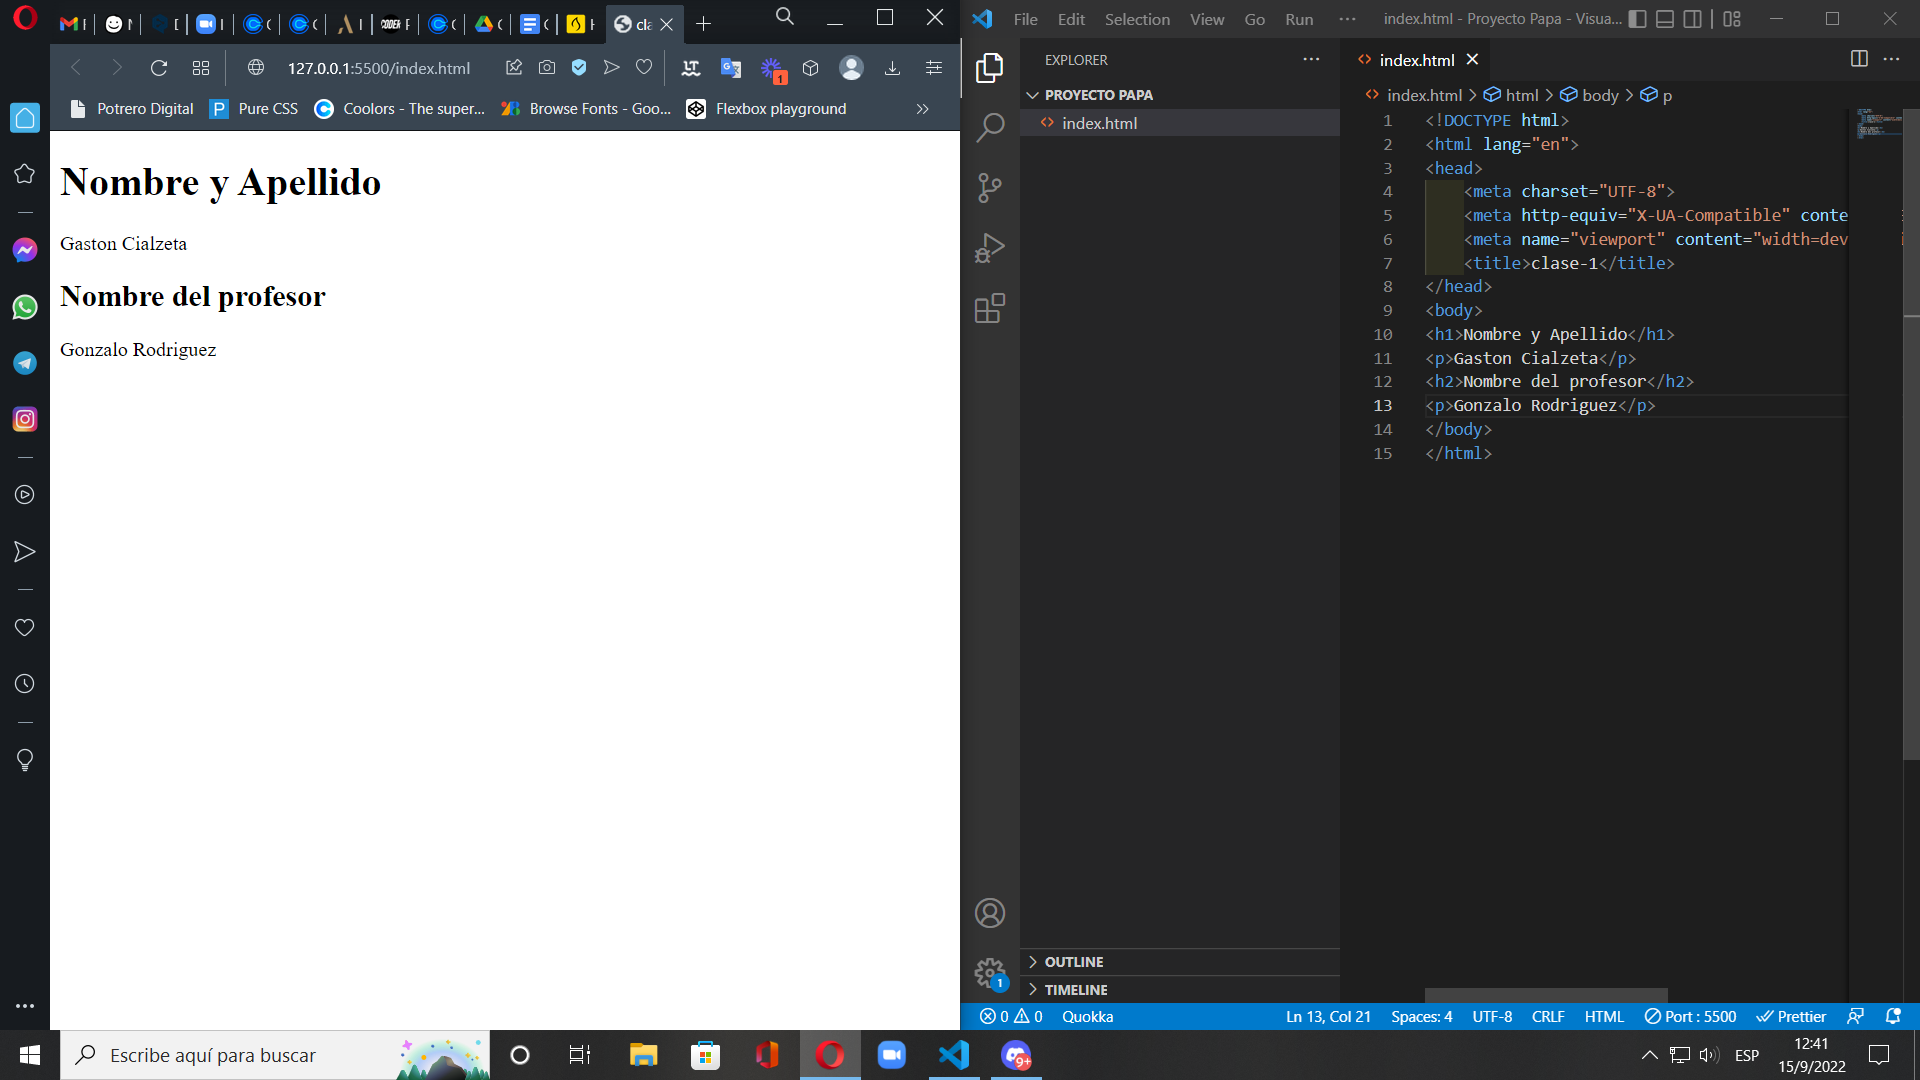 127.0.0.1:5500/index.html
1
Potrero Digital
Pure CSS
Coolors - The super...
Browse Fonts - Goo...
Flexbox playground
Nombre y Apellido
Gaston Cialzeta
Nombre del profesor
Gonzalo Rodriguez
File Edit Selection View Go Run ··· index.html - Proyecto Papa - Visua...
EXPLORER
PROYECTO PAPA
index.html
index.html
index.html > html > body > p
1 <!DOCTYPE html>
2 <html lang="en">
3 <head>
4 <meta charset="UTF-8">
5 <meta http-equiv="X-UA-Compatible" conte
6 <meta name="viewport" content="width=dev
7 <title>clase-1</title>
8 </head>
9 <body>
10 <h1>Nombre y Apellido</h1>
11 <p>Gaston Cialzeta</p>
12 <h2>Nombre del profesor</h2>
13 <p>Gonzalo Rodriguez</p>
14 </body>
15 </html>
OUTLINE
TIMELINE
1
0 0 Quokka Ln 13, Col 21 Spaces: 4 UTF-8 CRLF HTML Port : 5500 Prettier
Escribe aquí para buscar
9+
ESP
12:41
15/9/2022